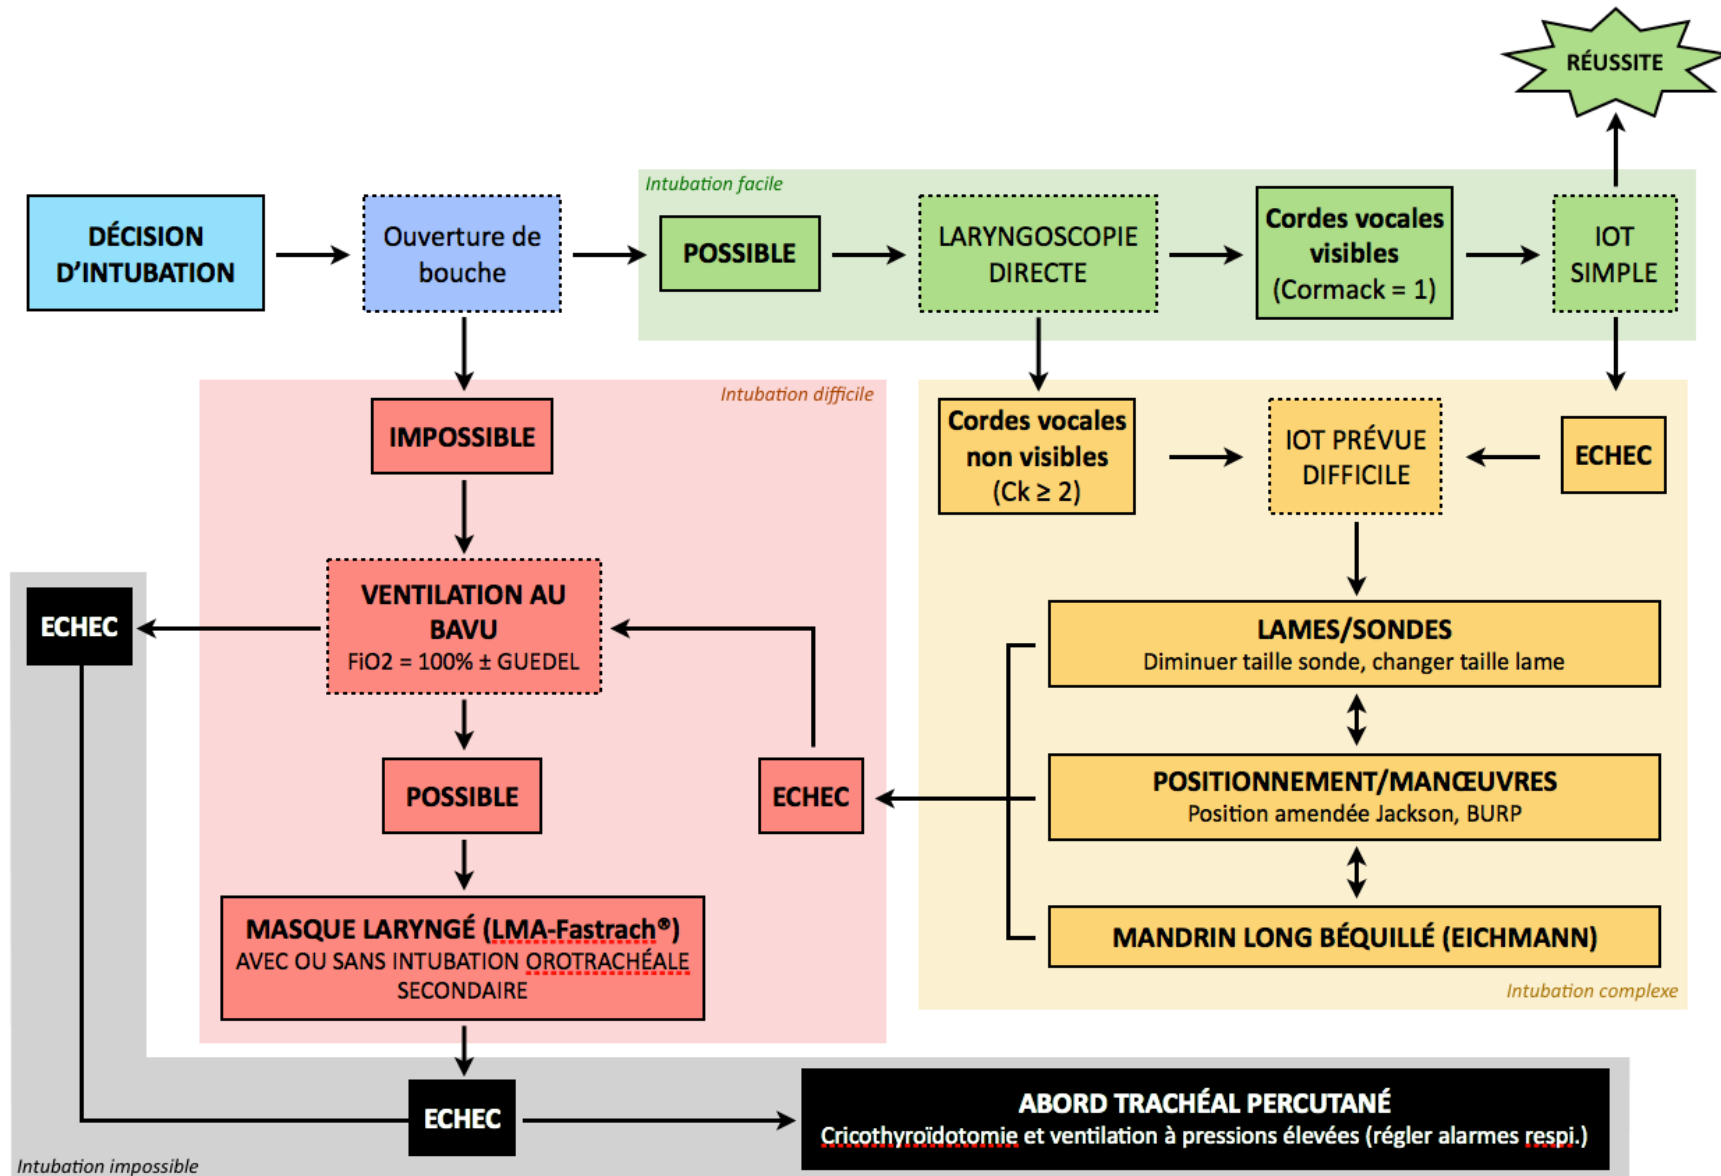 RÉUSSITE
Intubation facile
DÉCISION
D'INTUBATION
Ouverture de
bouche
POSSIBLE
LARYNGOSCOPIE
DIRECTE
Cordes vocales
visibles
(Cormack = 1)
IOT
SIMPLE
Intubation difficile
IMPOSSIBLE
Cordes vocales
non visibles
(Ck ≥ 2)
IOT PRÉVUE
DIFFICILE
ECHEC
ECHEC
VENTILATION AU
BAVU
FiO2 = 100% ± GUEDEL
LAMES/SONDES
Diminuer taille sonde, changer taille lame
POSSIBLE
ECHEC
POSITIONNEMENT/MANŒUVRES
Position amendée Jackson, BURP
MASQUE LARYNGÉ (LMA-Fastrach®)
AVEC OU SANS INTUBATION OROTRACHÉALE
SECONDAIRE
MANDRIN LONG BÉQUILLÉ (EICHMANN)
Intubation complexe
ECHEC
ABORD TRACHÉAL PERCUTANÉ
Cricothyroïdotomie et ventilation à pressions élevées (régler alarmes respi.)
Intubation impossible